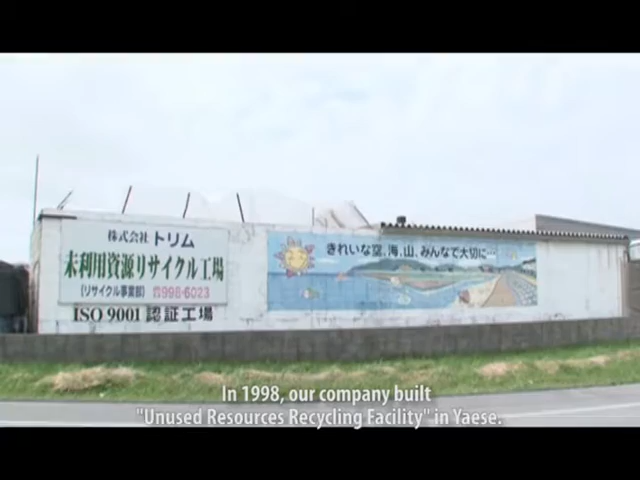 株式会社 トリム
未利用資源リサイクル工場
(リサイクル事業部) ☎998-6023
ISO 9001 認証工場
きれいな空、海、山、みんなで大切に…
In 1998, our company built
"Unused Resources Recycling Facility" in Yaese.